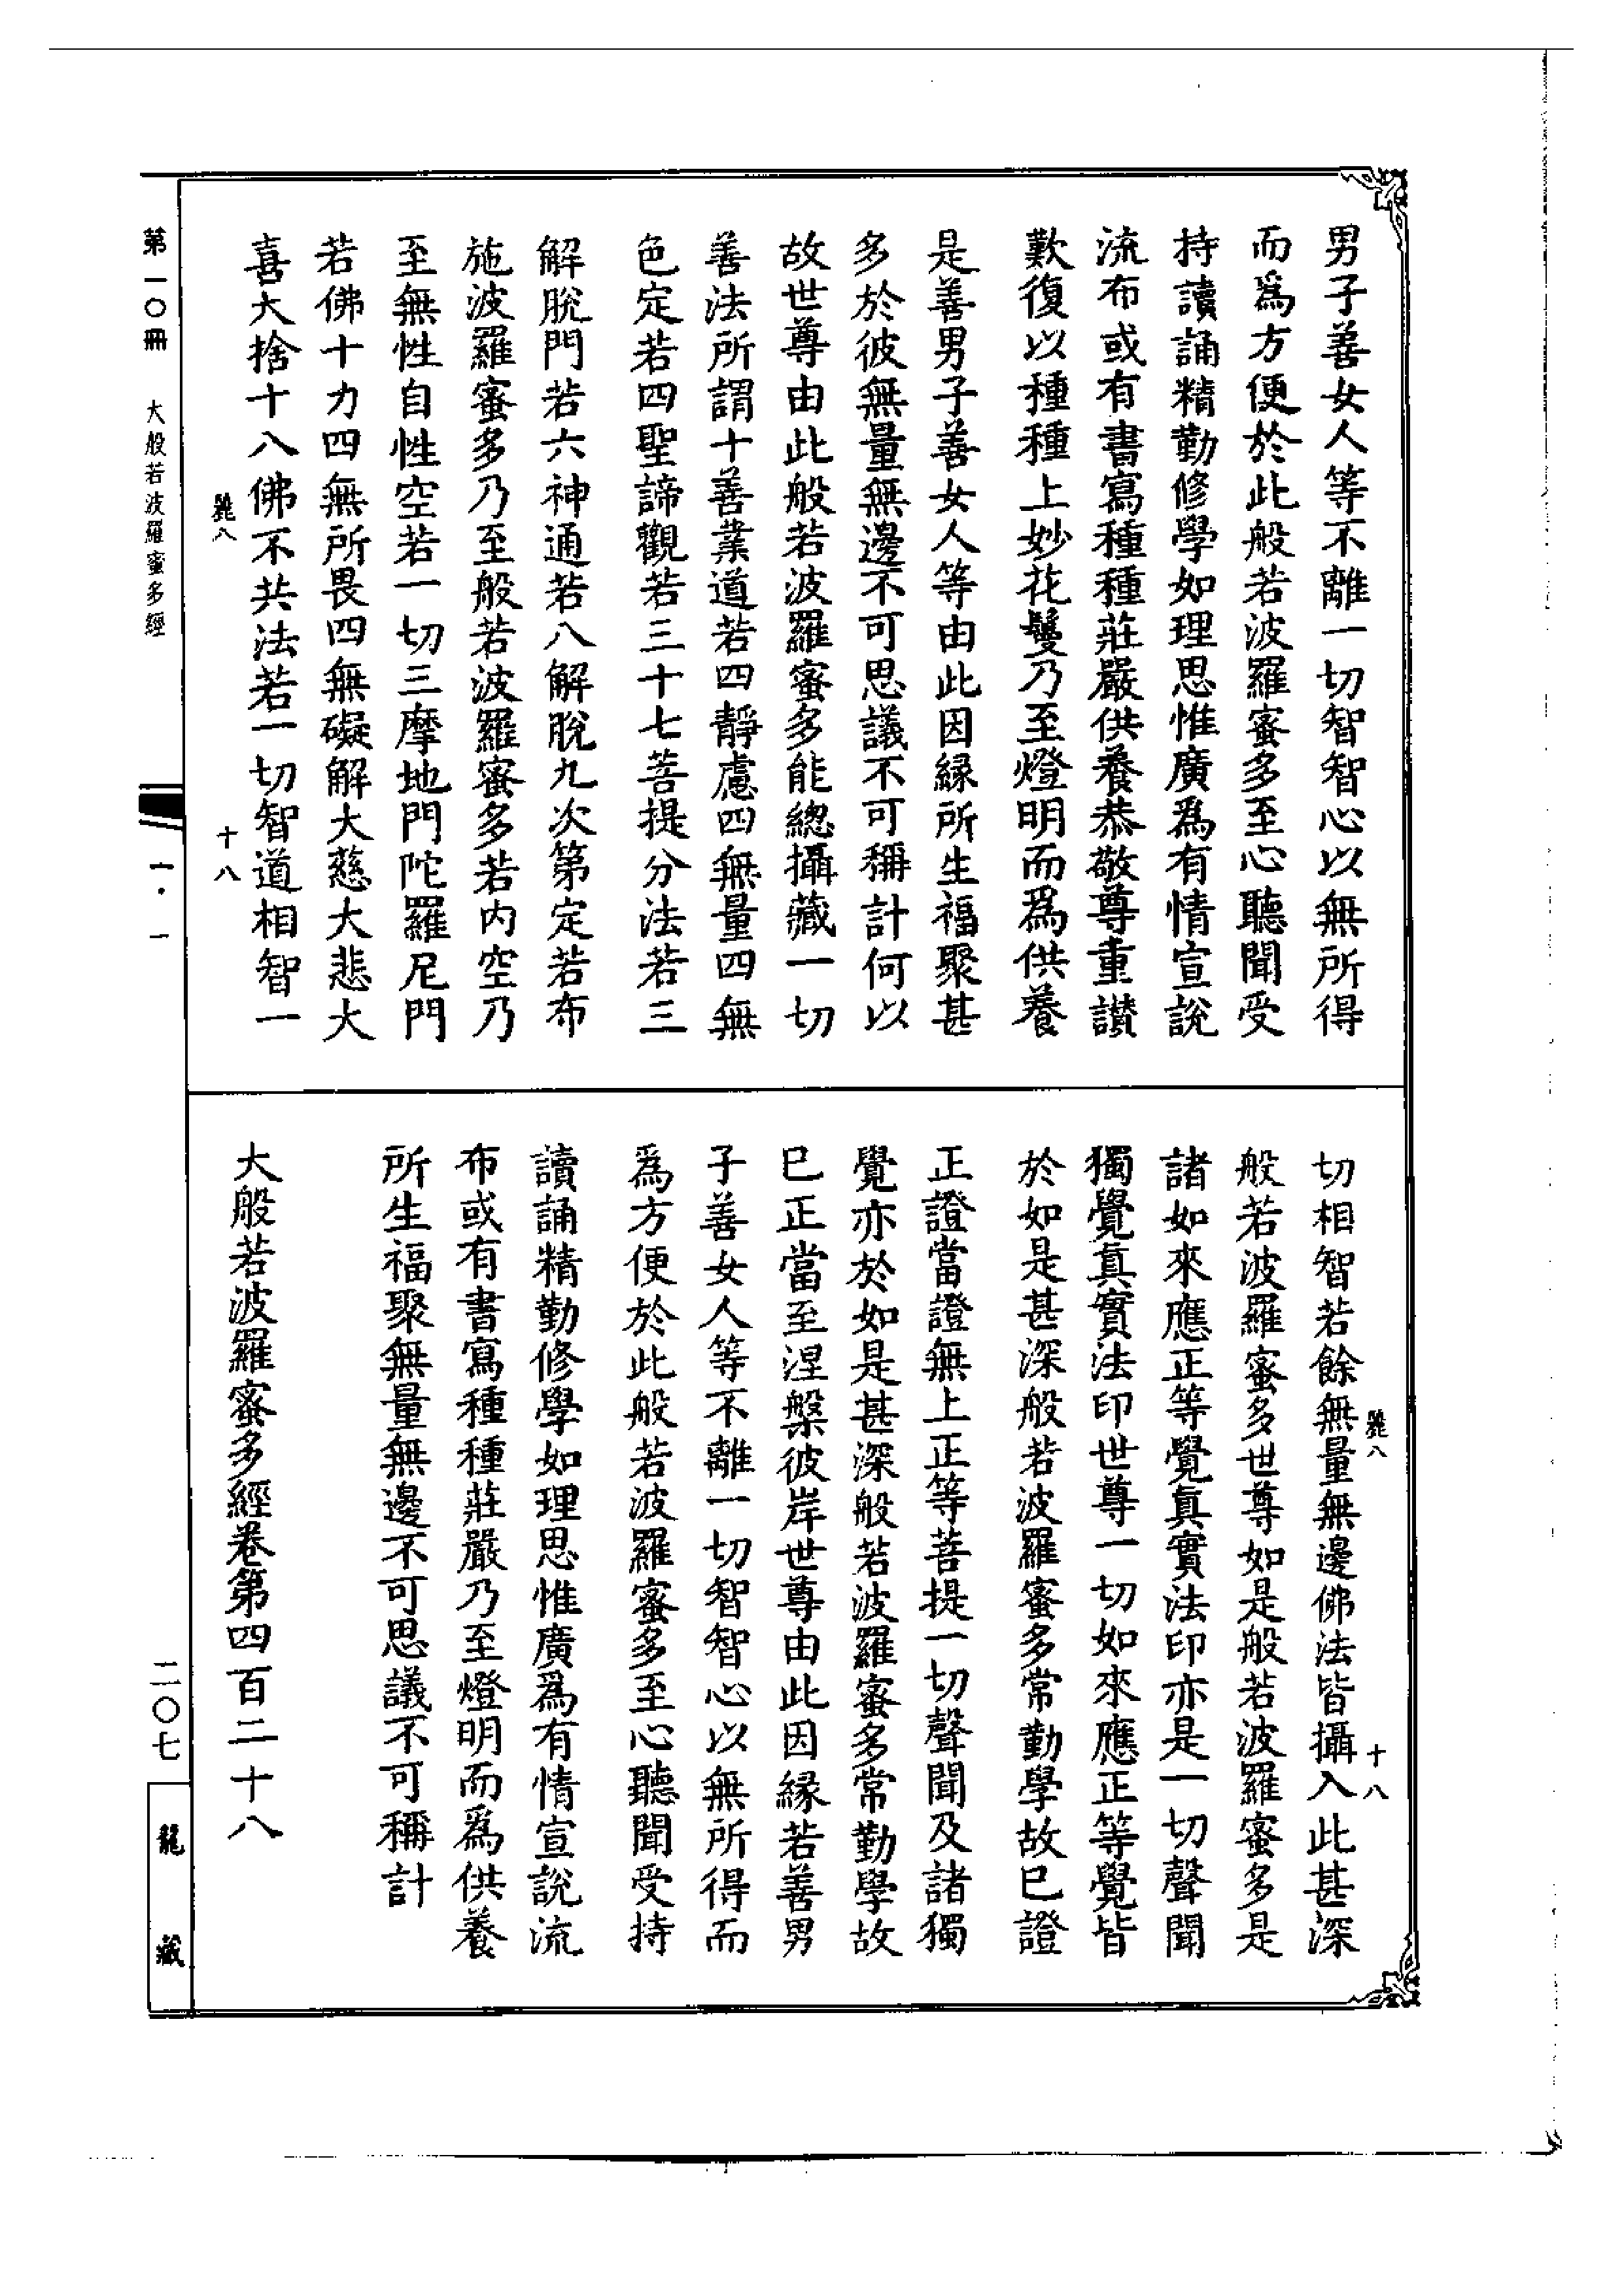 男子善女人等不離一切智智心以無所得
而爲方便於此般若波羅蜜多至心聽聞受
持讀誦精勤修學如理思惟廣爲有情宣說
流布或有書寫種種莊嚴供養恭敬尊重讚
歎復以種種上妙花鬘乃至燈明而爲供養
是善男子善女人等由此因緣所生福聚甚
多於彼無量無邊不可思議不可稱計何以
故世尊由此般若波羅蜜多能總攝藏一切
善法所謂十善業道若四靜慮四無量四無
色定若四聖諦觀若三十七菩提分法若三
解脫門若六神通若八解脫九次第定若布
施波羅蜜多乃至般若波羅蜜多若内空乃
至無性自性空若一切三摩地門陀羅尼門
若佛十力四無所畏四無礙解大慈大悲大
喜大捨十八佛不共法若一切智道相智一
毷八 十八
切相智若餘無量無邊佛法皆攝入此甚深
般若波羅蜜多世尊如是般若波羅蜜多是
諸如來應正等覺真實法印亦是一切聲聞
獨覺真實法印世尊一切如來應正等覺皆
於如是甚深般若波羅蜜多常勤學故已證
正證當證無上正等菩提一切聲聞及諸獨
覺亦於如是甚深般若波羅蜜多常勤學故
已正當至涅槃彼岸世尊由此因緣若善男
子善女人等不離一切智智心以無所得而
爲方便於此般若波羅蜜多至心聽聞受持
讀誦精勤修學如理思惟廣爲有情宣說流
布或有書寫種種莊嚴乃至燈明而爲供養
所生福聚無量無邊不可思議不可稱計
大般若波羅蜜多經卷第四百二十八
八 十八
第一〇冊 大般若波羅蜜多經 一·一 二〇七
龍藏